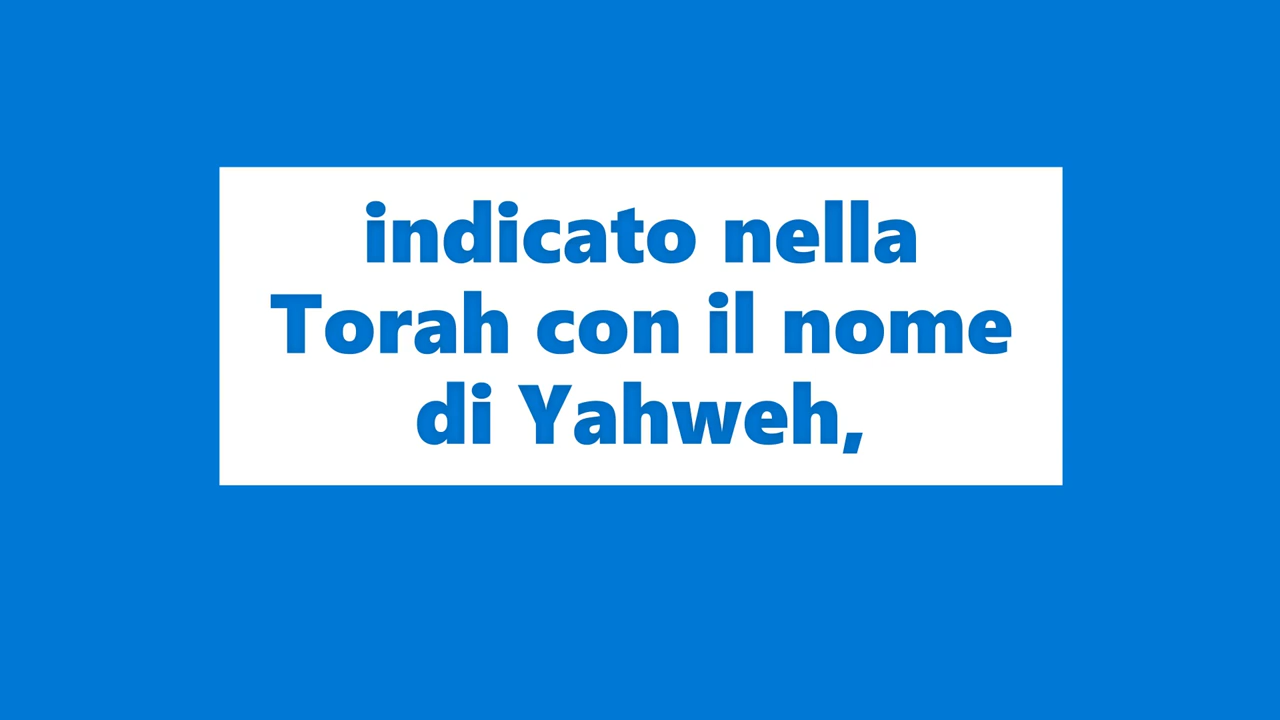 indicato nella
Torah con il nome
di Yahweh,